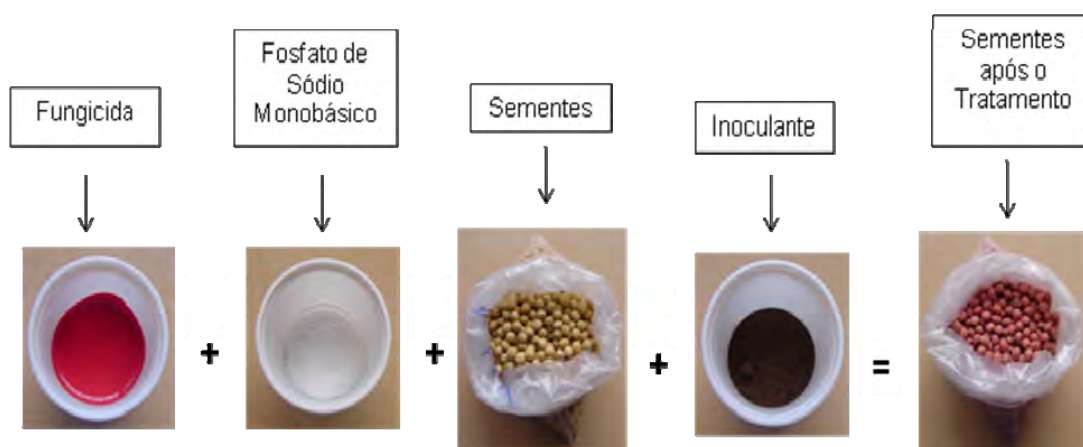 Fungicida
Fosfato de
Sódio
Monobásico
Sementes
Inoculante
Sementes
após o
Tratamento
+
+
+
=